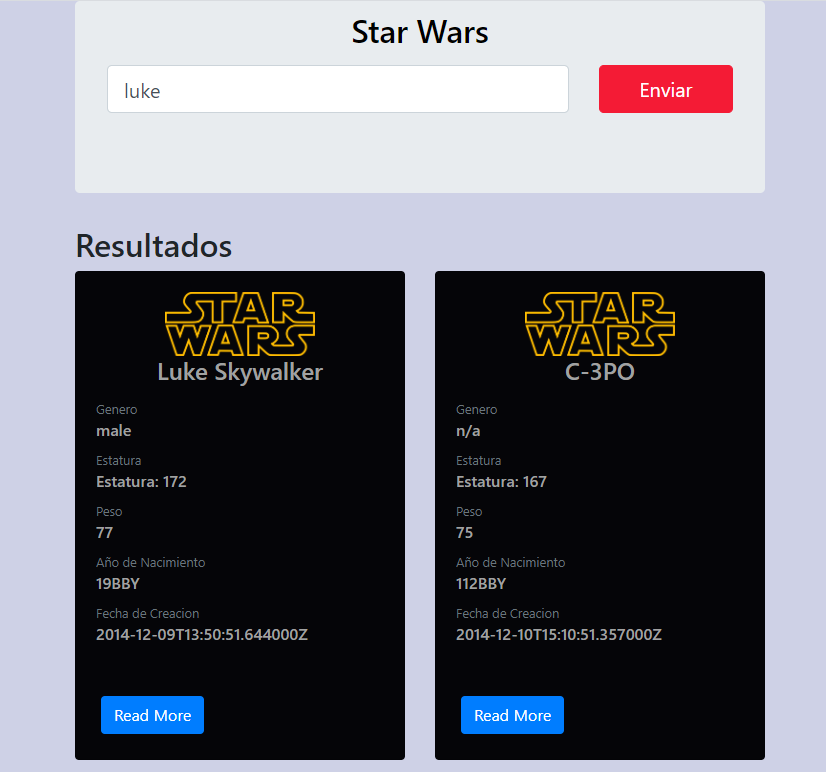 Star Wars
luke
Enviar
Resultados
STAR
WARS
Luke Skywalker
Genero
male
Estatura
Estatura: 172
Peso
77
Año de Nacimiento
19BBY
Fecha de Creacion
2014-12-09T13:50:51.644000Z
Read More
STAR
WARS
C-3PO
Genero
n/a
Estatura
Estatura: 167
Peso
75
Año de Nacimiento
112BBY
Fecha de Creacion
2014-12-10T15:10:51.357000Z
Read More